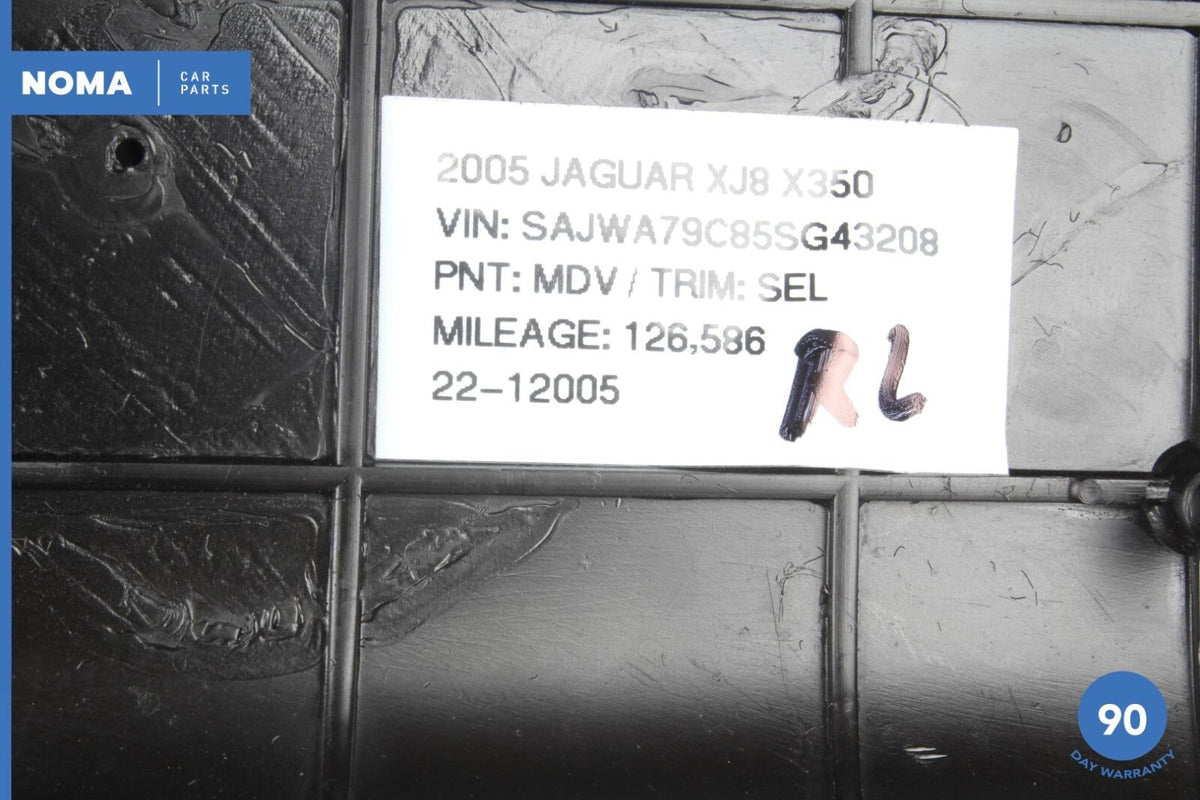 NOMA CAR PARTS
2005 JAGUAR XJ8 X350
VIN: SAJWA79C85SG43208
PNT: MDV / TRIM: SEL
MILEAGE: 126,586
22-12005
RL
90
DAY WARRANTY